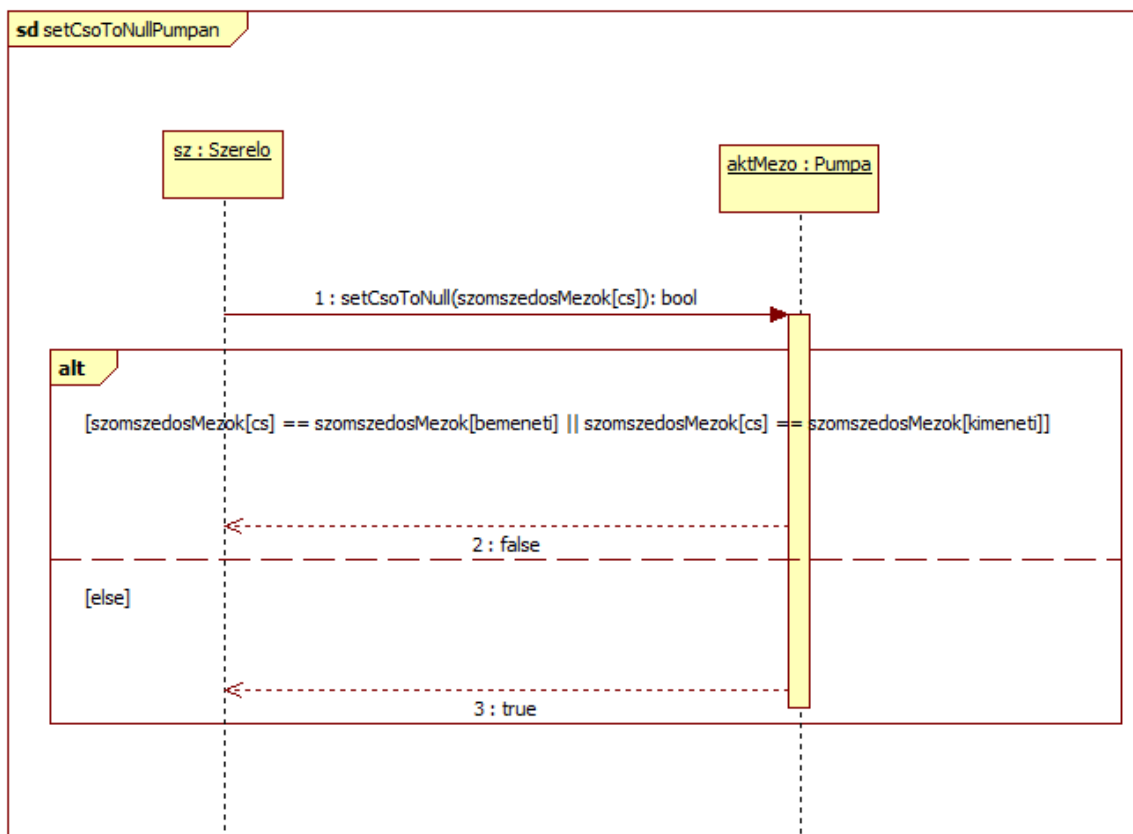 sd setCsoToNullPumpan
sz : Szerelo
aktMezo : Pumpa
1 : setCsoToNull(szomszedosMezok[cs]): bool
alt
[szomszedosMezok[cs] == szomszedosMezok[bemeneti] || szomszedosMezok[cs] == szomszedosMezok[kimeneti]]
2 : false
[else]
3 : true